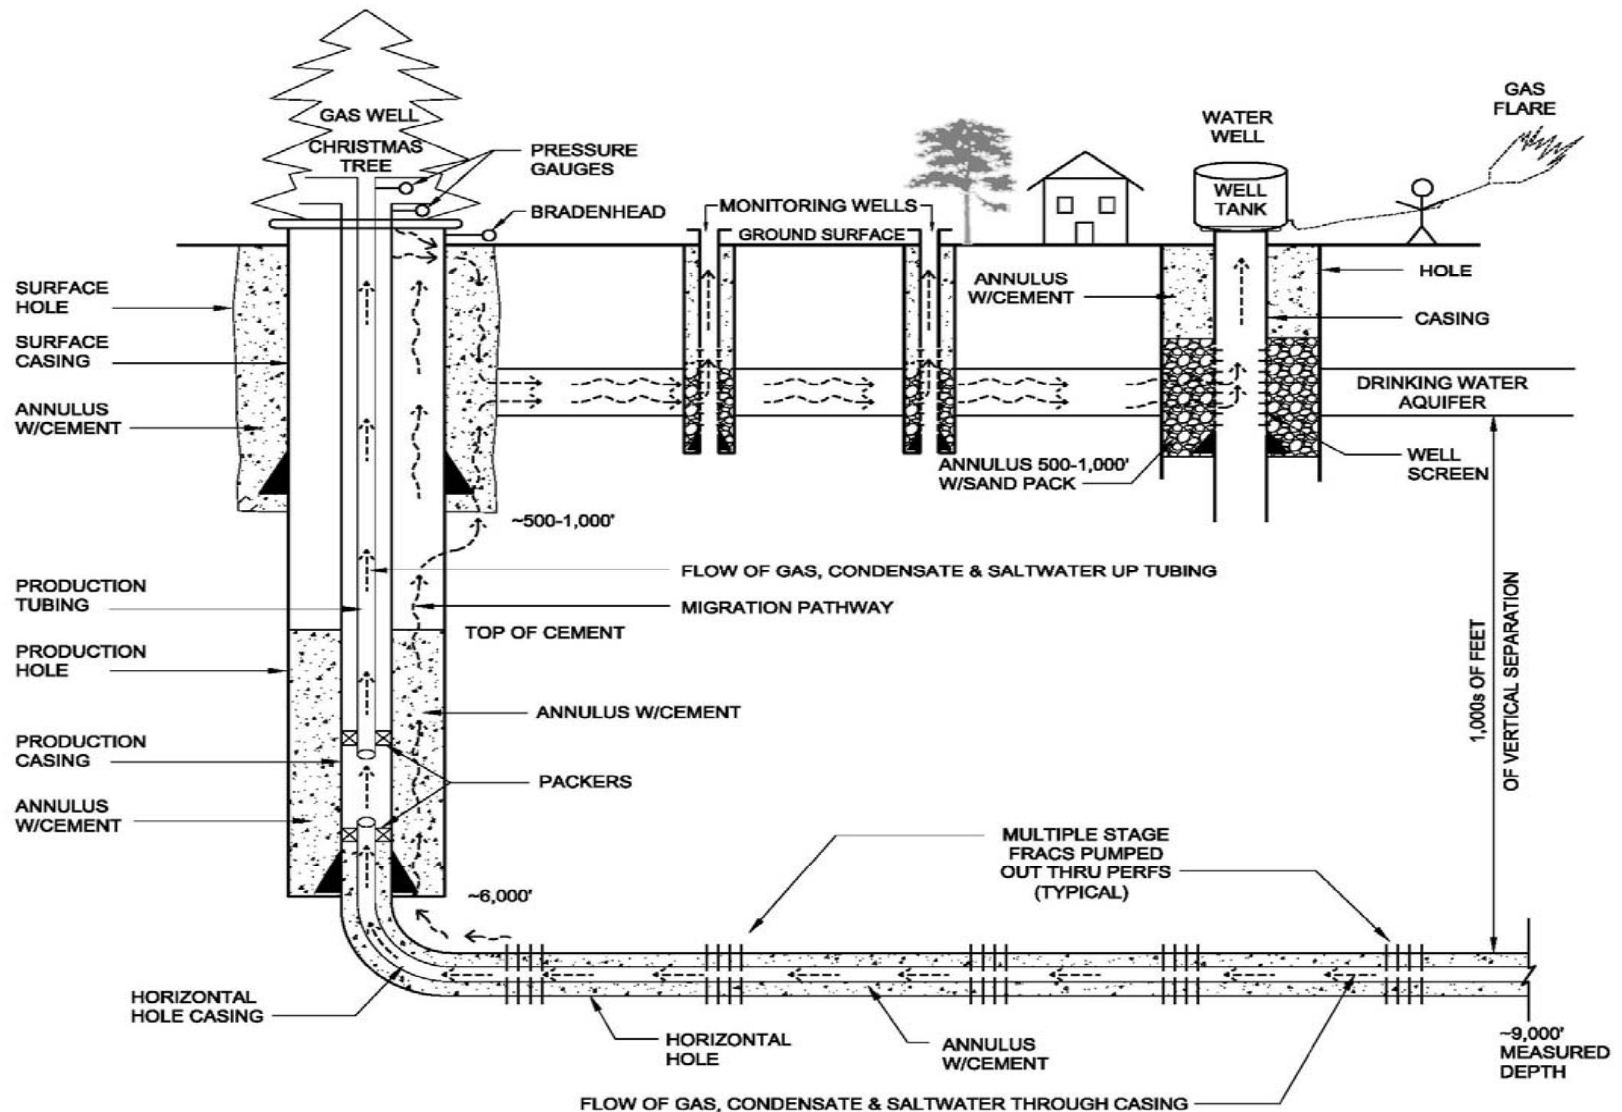 GAS WELL
CHRISTMAS
TREE
PRESSURE
GAUGES
BRADENHEAD
MONITORING WELLS
GROUND SURFACE
WATER
WELL
WELL
TANK
GAS
FLARE
SURFACE
HOLE
SURFACE
CASING
ANNULUS
W/CEMENT
ANNULUS
W/CEMENT
HOLE
CASING
DRINKING WATER
AQUIFER
WELL
SCREEN
ANNULUS 500-1,000'
W/SAND PACK
~500-1,000'
FLOW OF GAS, CONDENSATE & SALTWATER UP TUBING
MIGRATION PATHWAY
TOP OF CEMENT
PRODUCTION
TUBING
PRODUCTION
HOLE
ANNULUS W/CEMENT
PRODUCTION
CASING
PACKERS
ANNULUS
W/CEMENT
1,000s OF FEET
OF VERTICAL SEPARATION
MULTIPLE STAGE
FRACS PUMPED
OUT THRU PERFS
(TYPICAL)
~6,000'
HORIZONTAL
HOLE CASING
HORIZONTAL
HOLE
ANNULUS
W/CEMENT
~9,000'
MEASURED
DEPTH
FLOW OF GAS, CONDENSATE & SALTWATER THROUGH CASING